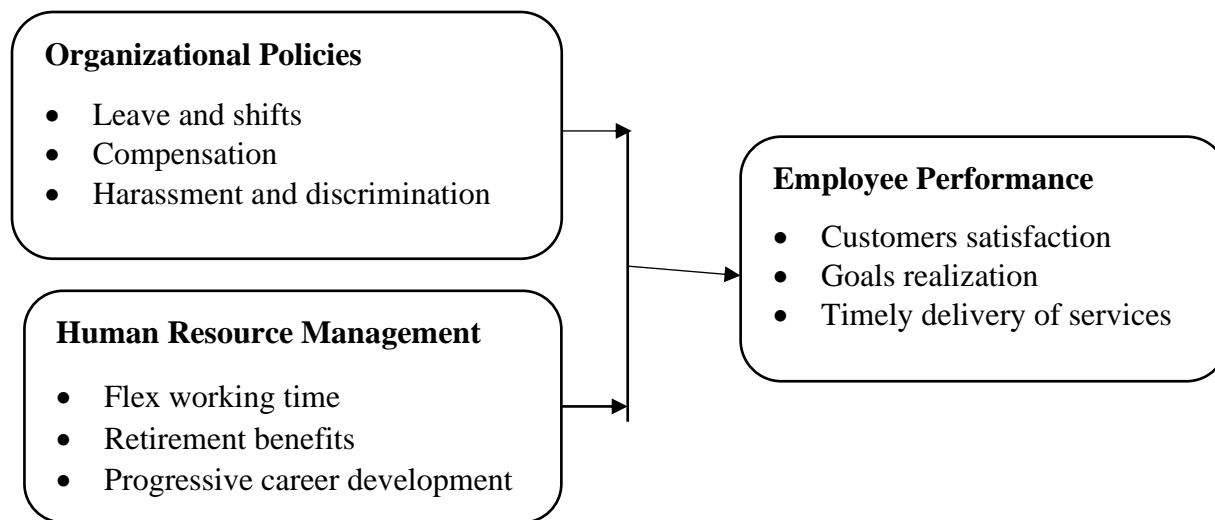 Organizational Policies
• Leave and shifts
• Compensation
• Harassment and discrimination
Human Resource Management
• Flex working time
• Retirement benefits
• Progressive career development
Employee Performance
• Customers satisfaction
• Goals realization
• Timely delivery of services